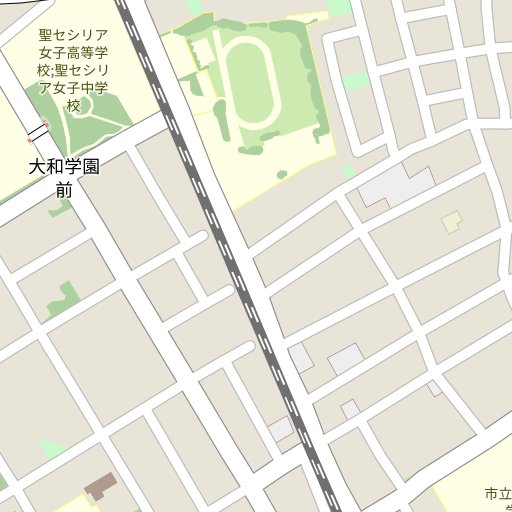 聖セシリア
女子高等学
校;聖セシリ
ア女子中学
校
大和学園
前
市立